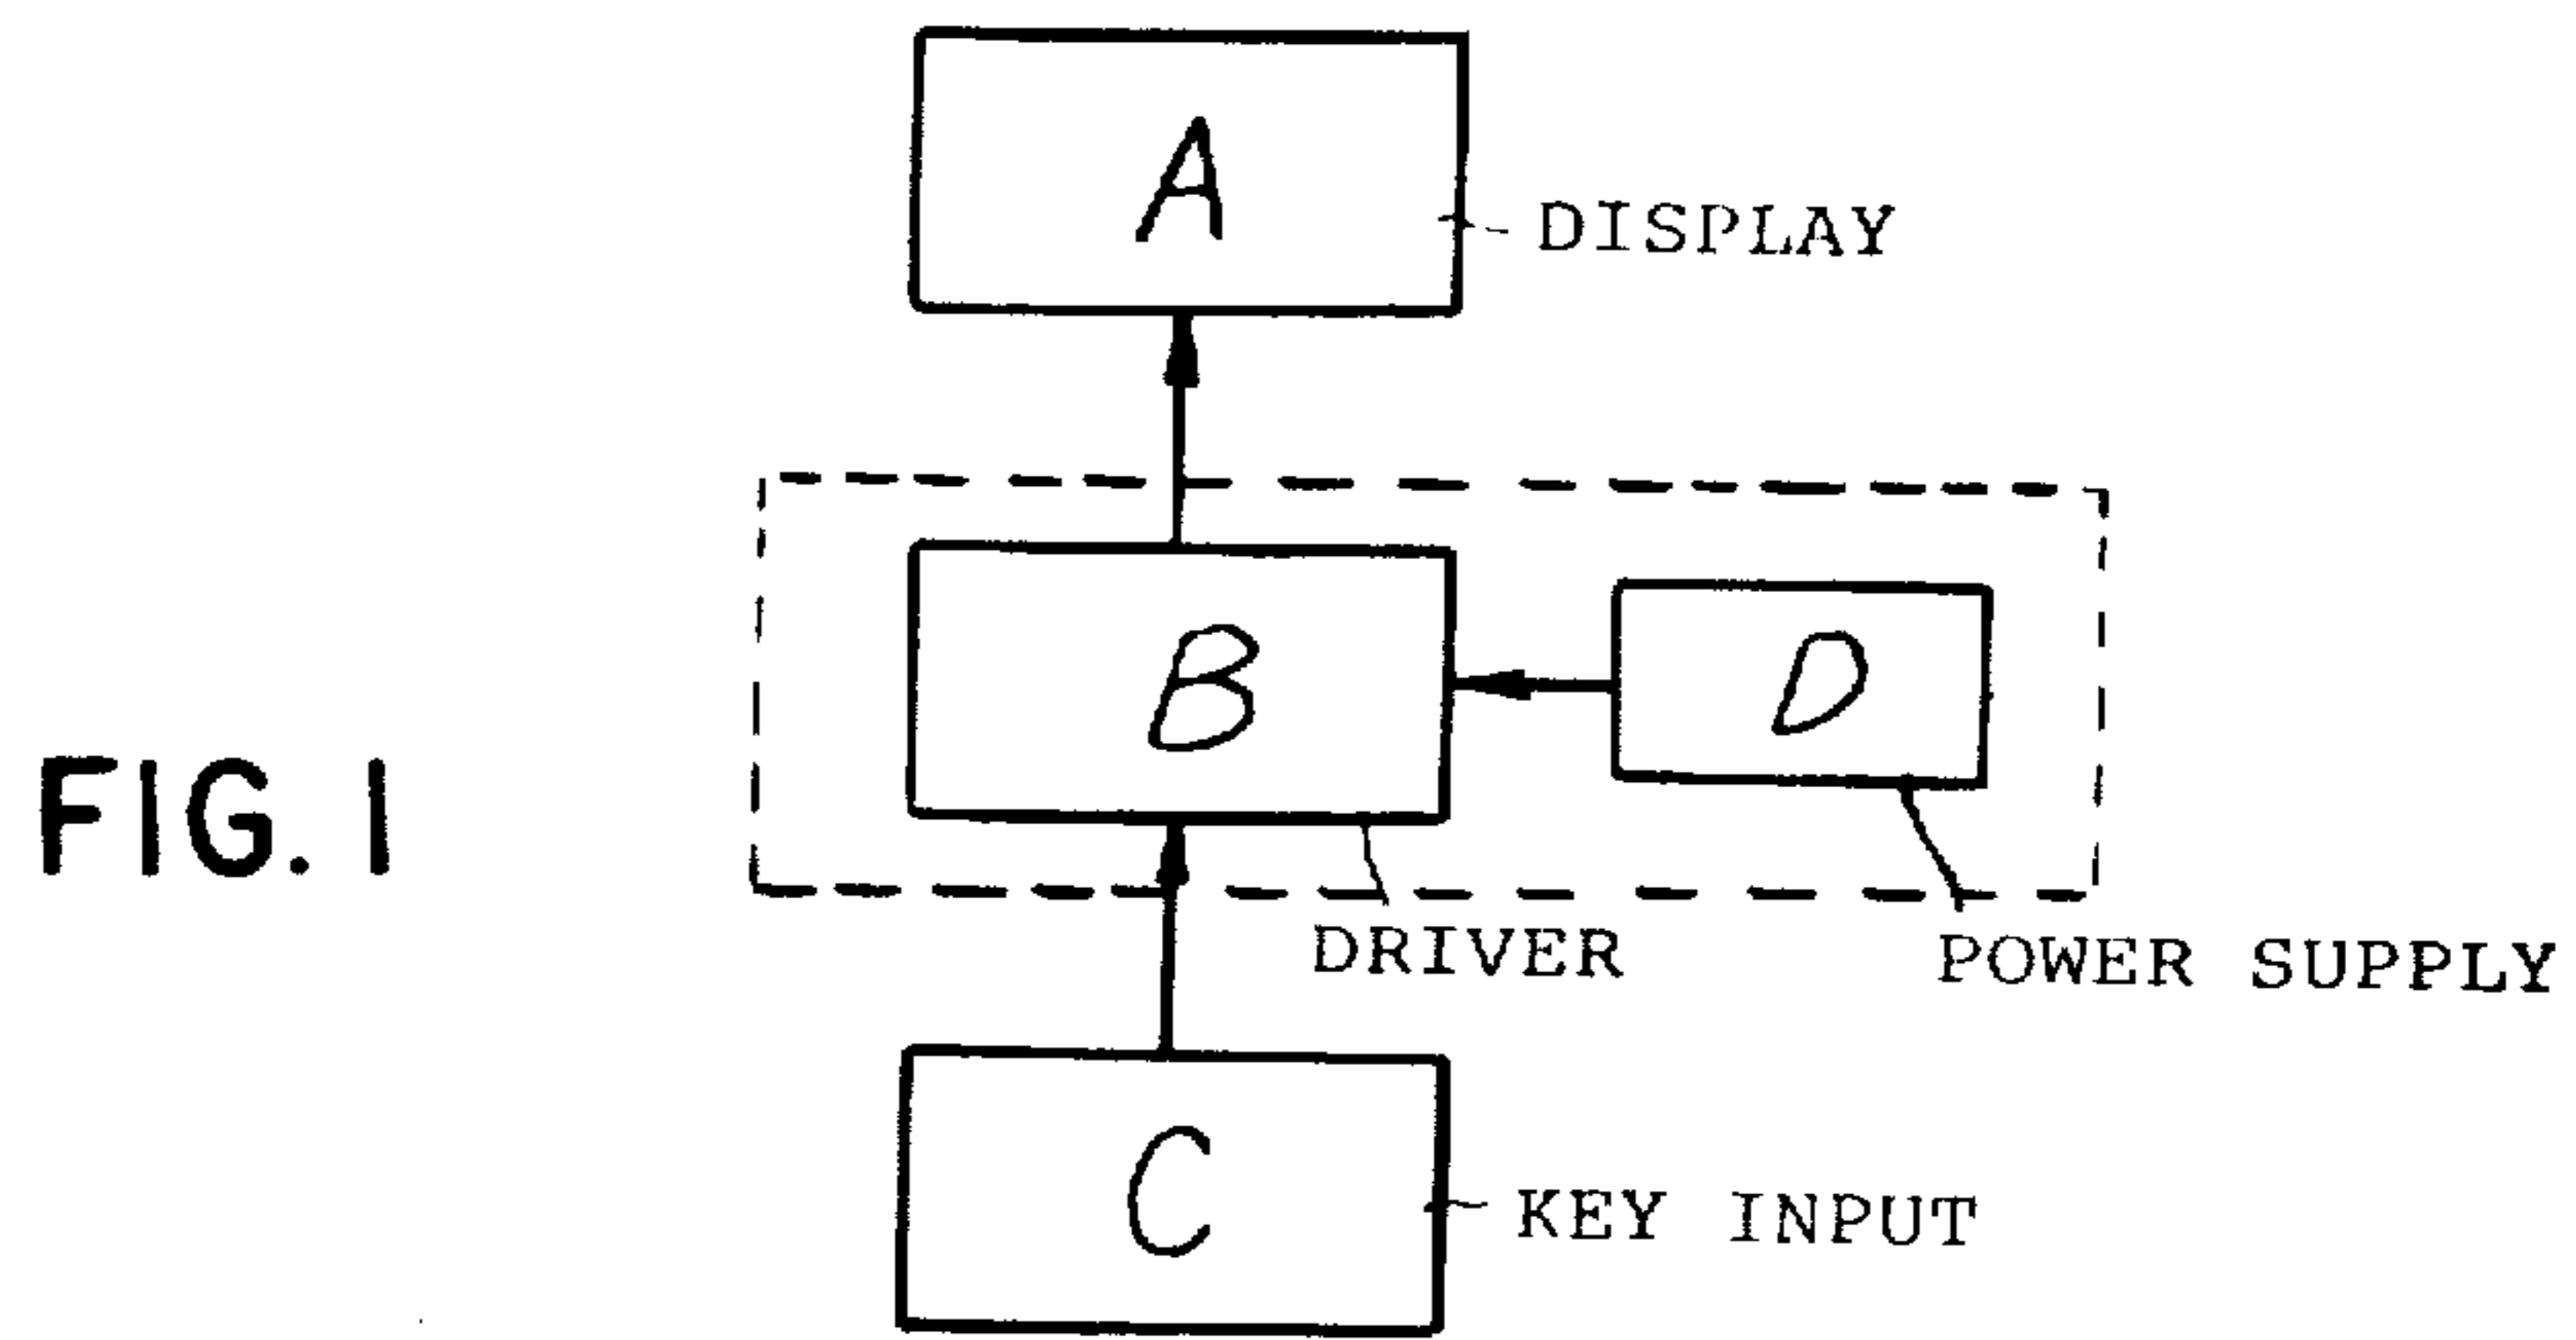 A
DISPLAY
B
D
FIG. 1
DRIVER
POWER SUPPLY
C
KEY INPUT